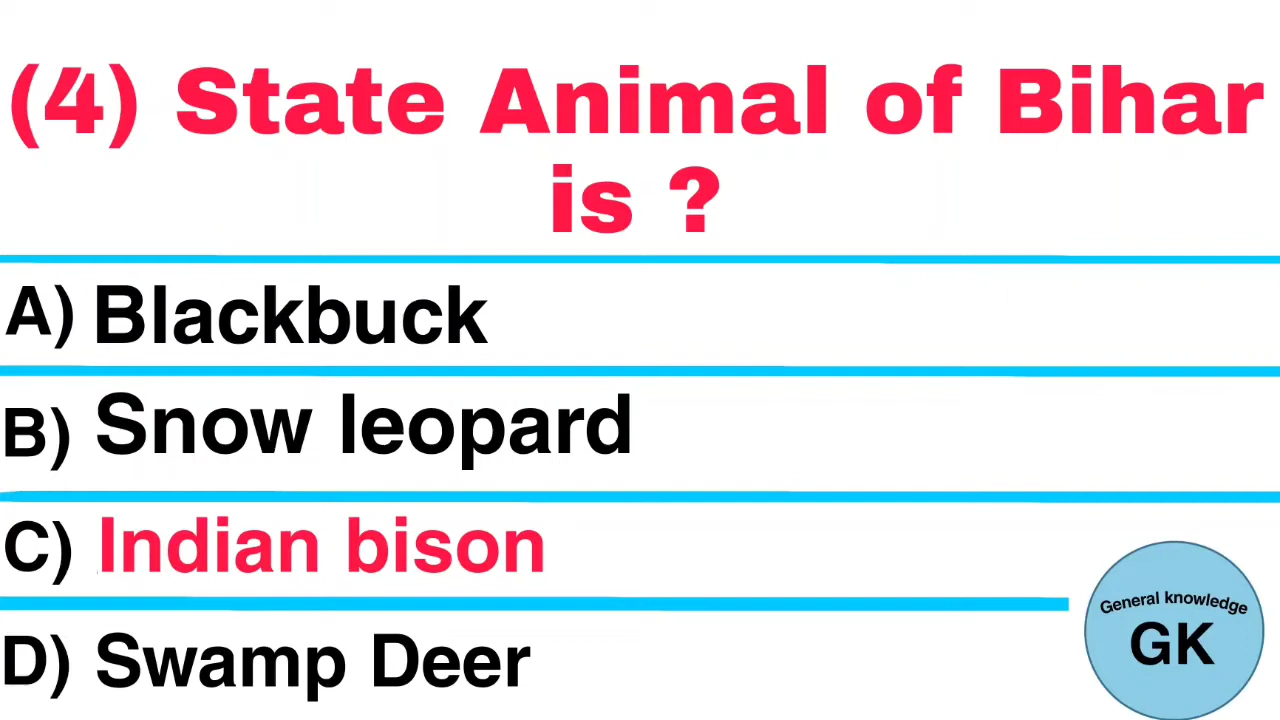 (4) State Animal of Bihar
is ?
A) Blackbuck
B) Snow leopard
C) Indian bison
D) Swamp Deer
General knowledge
GK